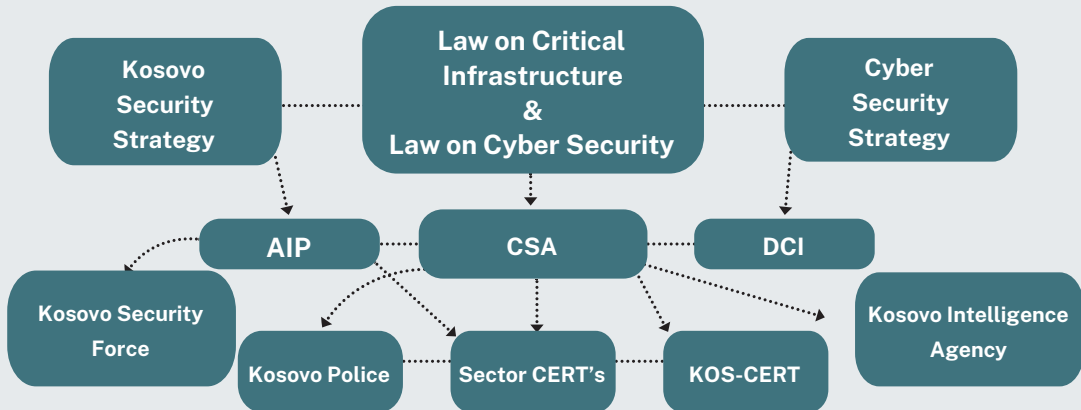 Kosovo
Security
Strategy
Law on Critical
Infrastructure
&
Law on Cyber Security
Cyber
Security
Strategy
AIP
CSA
DCI
Kosovo Security
Force
Kosovo Police
Sector CERT's
KOS-CERT
Kosovo Intelligence
Agency